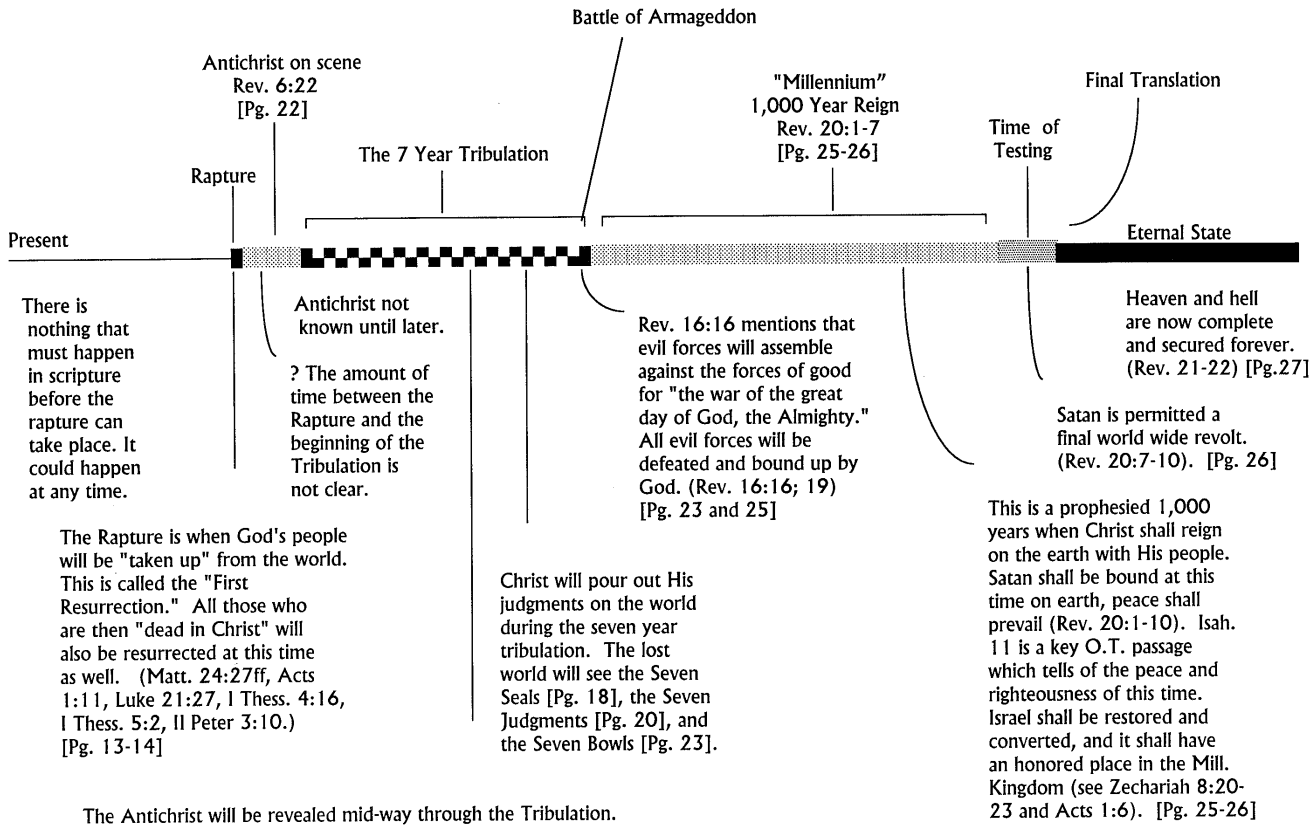 Battle of Armageddon
Antichrist on scene
Rev. 6:22
[Pg. 22]
"Millennium"
1,000 Year Reign
Rev. 20:1-7
[Pg. 25-26]
Final Translation
Time of
Testing
The 7 Year Tribulation
Rapture
Present
Eternal State
There is
nothing that
must happen
in scripture
before the
rapture can
take place. It
could happen
at any time.
Antichrist not
known until later.
? The amount of
time between the
Rapture and the
beginning of the
Tribulation is
not clear.
Rev. 16:16 mentions that
evil forces will assemble
against the forces of good
for "the war of the great
day of God, the Almighty."
All evil forces will be
defeated and bound up by
God. (Rev. 16:16; 19)
[Pg. 23 and 25]
Heaven and hell
are now complete
and secured forever.
(Rev. 21-22) [Pg.27]
Satan is permitted a
final world wide revolt.
(Rev. 20:7-10). [Pg. 26]
The Rapture is when God's people
will be "taken up" from the world.
This is called the "First
Resurrection." All those who
are then "dead in Christ" will
also be resurrected at this time
as well. (Matt. 24:27ff, Acts
1:11, Luke 21:27, I Thess. 4:16,
I Thess. 5:2, II Peter 3:10.)
[Pg. 13-14]
Christ will pour out His
judgments on the world
during the seven year
tribulation. The lost
world will see the Seven
Seals [Pg. 18], the Seven
Judgments [Pg. 20], and
the Seven Bowls [Pg. 23].
This is a prophesied 1,000
years when Christ shall reign
on the earth with His people.
Satan shall be bound at this
time on earth, peace shall
prevail (Rev. 20:1-10). Isah.
11 is a key O.T. passage
which tells of the peace and
righteousness of this time.
Israel shall be restored and
converted, and it shall have
an honored place in the Mill.
Kingdom (see Zechariah 8:20-
23 and Acts 1:6). [Pg. 25-26]
The Antichrist will be revealed mid-way through the Tribulation.